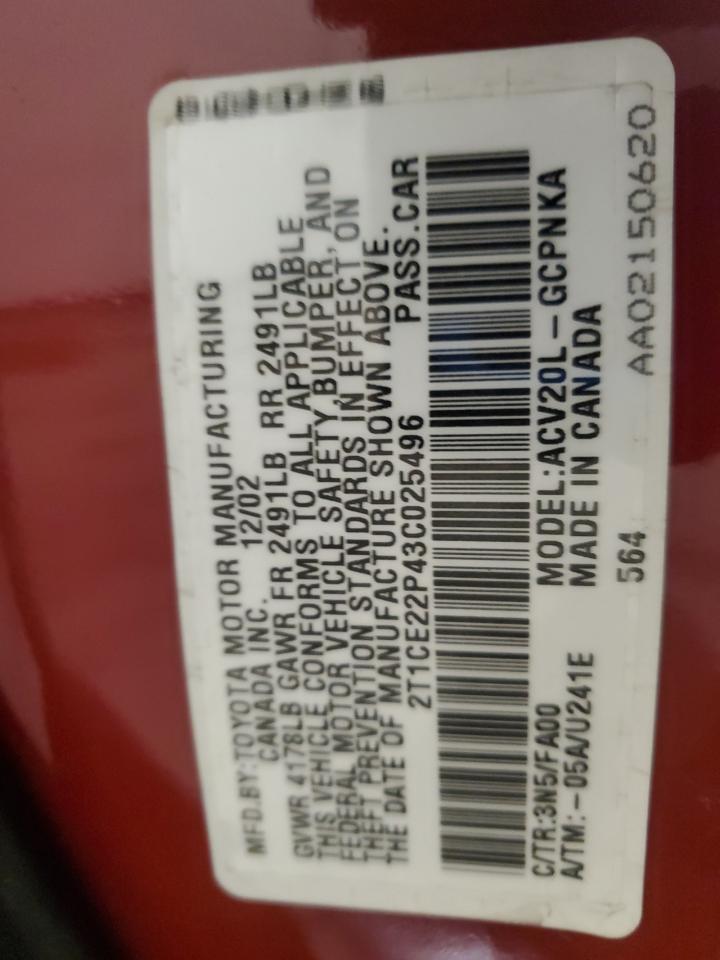 MFD.BY:TOYOTA MOTOR MANUFACTURING
CANADA INC. 12/02
GVWR 4178LB GAWR FR 2491LB RR 2491LB
THIS VEHICLE CONFORMS TO ALL APPLICABLE
FEDERAL MOTOR VEHICLE SAFETY,BUMPER, AND
THEFT PREVENTION STANDARDS IN EFFECT ON
THE DATE OF MANUFACTURE SHOWN ABOVE.
2T1CE22P43C025496 PASS.CAR
C/TR:3N5/FA00 MODEL:ACV20L-GCPNKA
A/TM:-05A/U241E MADE IN CANADA
564 AA02150620